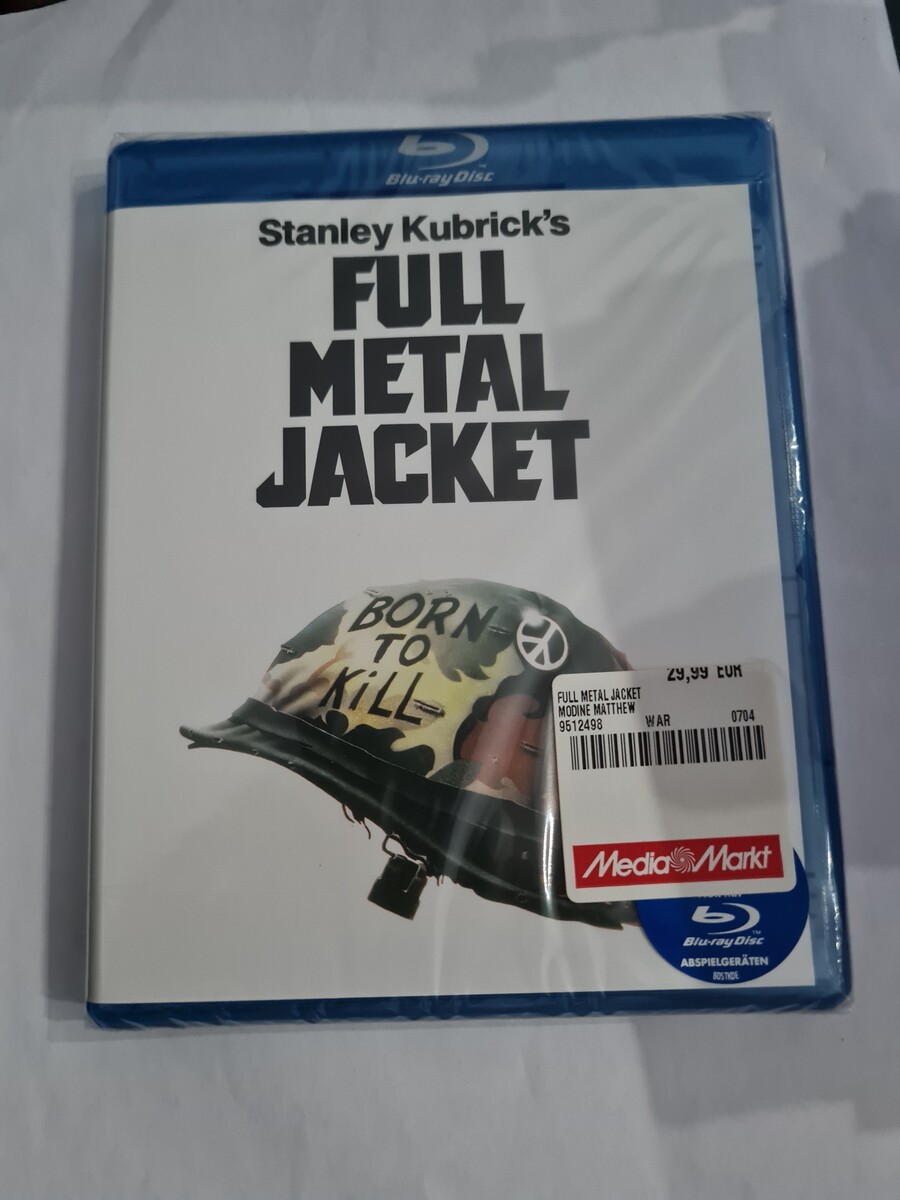 Blu-ray Disc
Stanley Kubrick's
FULL
METAL
JACKET
BORN
TO
KiLL
29,99 EUR
FULL METAL JACKET
MODINE MATTHEW
9512498 WAR 0704
Media Markt
Blu-ray Disc
TM
ABSPIELGERÄTEN